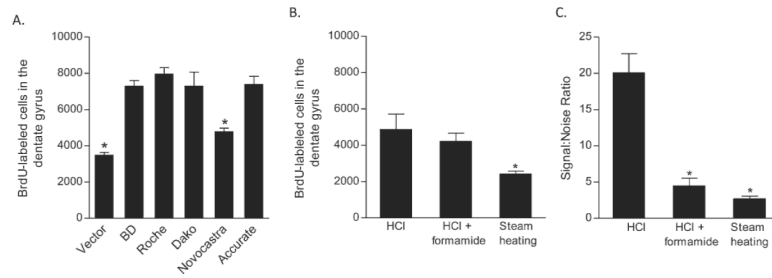 A.
BrdU-labeled cells in the
dentate gyrus
10000
8000
6000
4000
2000
0
*
*
Vector
BD
Roche
Dako
Novocastra
Accurate
B.
BrdU-labeled cells in the
dentate gyrus
8000
6000
4000
2000
0
*
HCl
HCl +
formamide
Steam
heating
C.
Signal:Noise Ratio
25
20
15
10
5
0
*
*
HCl
HCl +
formamide
Steam
heating